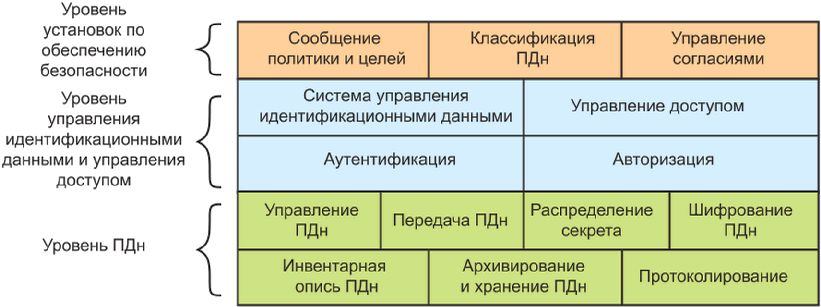 Уровень
установок по
обеспечению
безопасности
Сообщение
политики и целей
Классификация
ПДн
Управление
согласиями
Уровень
управления
идентификационными
данными и управления
доступом
Система управления
идентификационными данными
Управление доступом
Аутентификация
Авторизация
Уровень ПДн
Управление
ПДн
Передача ПДн
Распределение
секрета
Шифрование
ПДн
Инвентарная
опись ПДн
Архивирование
и хранение ПДн
Протоколирование